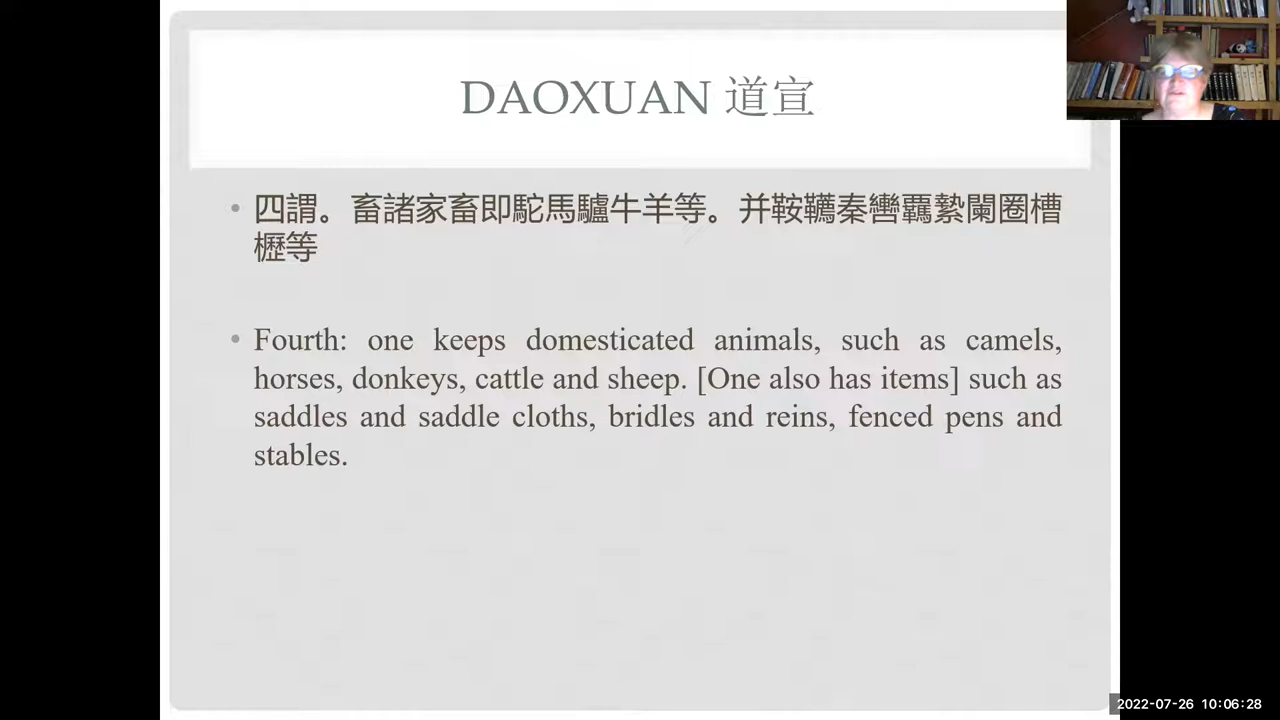 DAOXUAN 道宣
• 四謂。畜諸家畜即駝馬驢牛羊等。并鞍韉秦轡羈縶闌圈槽
櫪等
• Fourth: one keeps domesticated animals, such as camels,
horses, donkeys, cattle and sheep. [One also has items] such as
saddles and saddle cloths, bridles and reins, fenced pens and
stables.
2022-07-26 10:06:28